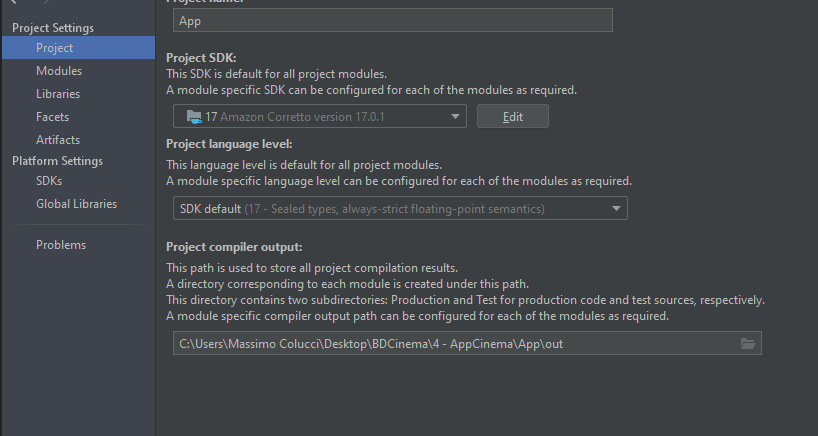 Project name:
Project Settings
Project
Modules
Libraries
Facets
Artifacts
Platform Settings
SDKs
Global Libraries
Problems
App
Project SDK:
This SDK is default for all project modules.
A module specific SDK can be configured for each of the modules as required.
17 Amazon Corretto version 17.0.1
Edit
Project language level:
This language level is default for all project modules.
A module specific language level can be configured for each of the modules as required.
SDK default (17 - Sealed types, always-strict floating-point semantics)
Project compiler output:
This path is used to store all project compilation results.
A directory corresponding to each module is created under this path.
This directory contains two subdirectories: Production and Test for production code and test sources, respectively.
A module specific compiler output path can be configured for each of the modules as required.
C:\Users\Massimo Colucci\Desktop\BDCinema\4 - AppCinema\App\out